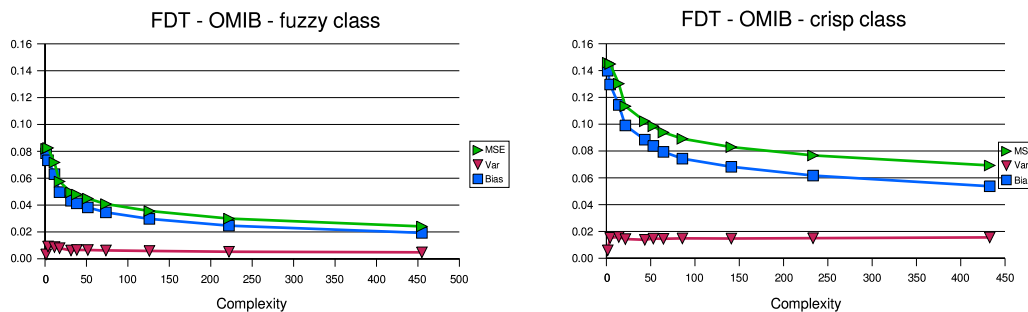 FDT - OMIB - fuzzy class
0.16
0.14
0.12
0.10
0.08
0.06
0.04
0.02
0.00
0 50 100 150 200 250 300 350 400 450 500
Complexity
MSE
Var
Bias
FDT - OMIB - crisp class
0.16
0.14
0.12
0.10
0.08
0.06
0.04
0.02
0.00
0 50 100 150 200 250 300 350 400 450
Complexity
MS
Var
Bia